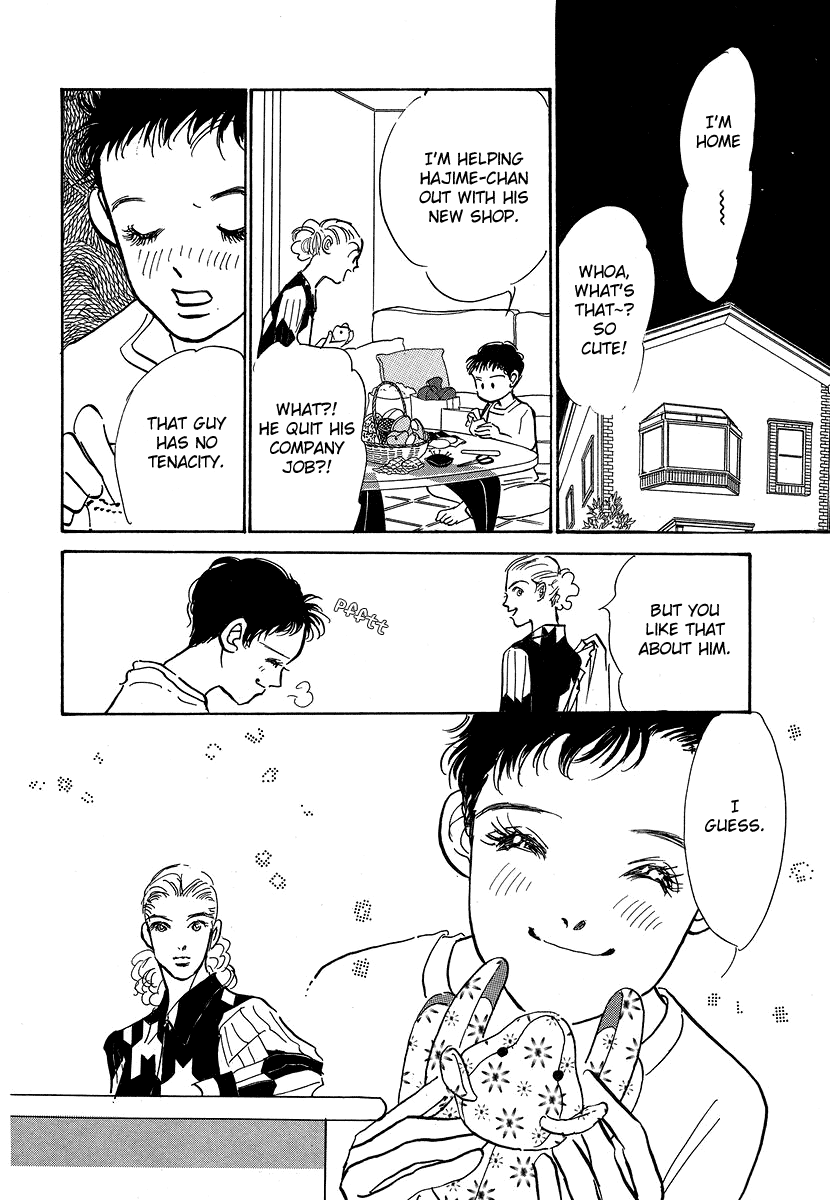 I'M
HOME
~
WHOA,
WHAT'S
THAT~?
SO
CUTE!
I'M HELPING
HAJIME-CHAN
OUT WITH HIS
NEW SHOP.
WHAT?!
HE QUIT HIS
COMPANY
JOB?!
THAT GUY
HAS NO
TENACITY.
BUT YOU
LIKE THAT
ABOUT HIM.
PFFTT
I
GUESS.